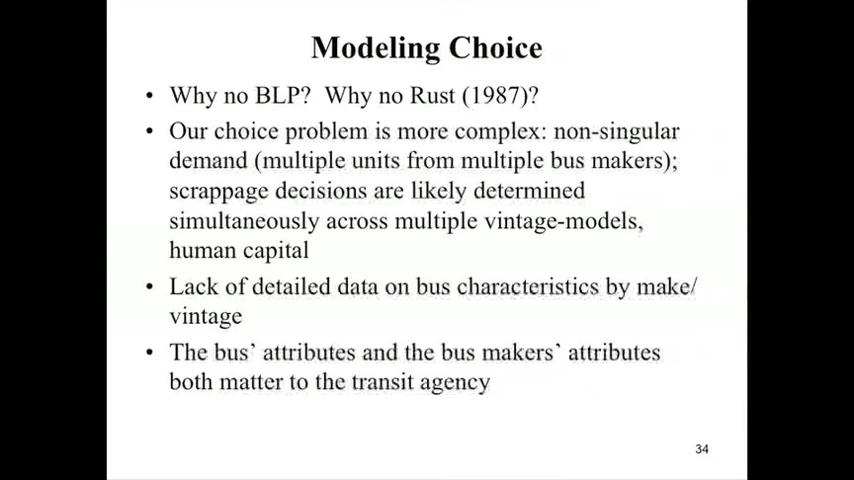 Modeling Choice
• Why no BLP? Why no Rust (1987)?
• Our choice problem is more complex: non-singular
demand (multiple units from multiple bus makers);
scrappage decisions are likely determined
simultaneously across multiple vintage-models,
human capital
• Lack of detailed data on bus characteristics by make/
vintage
• The bus’ attributes and the bus makers’ attributes
both matter to the transit agency
34